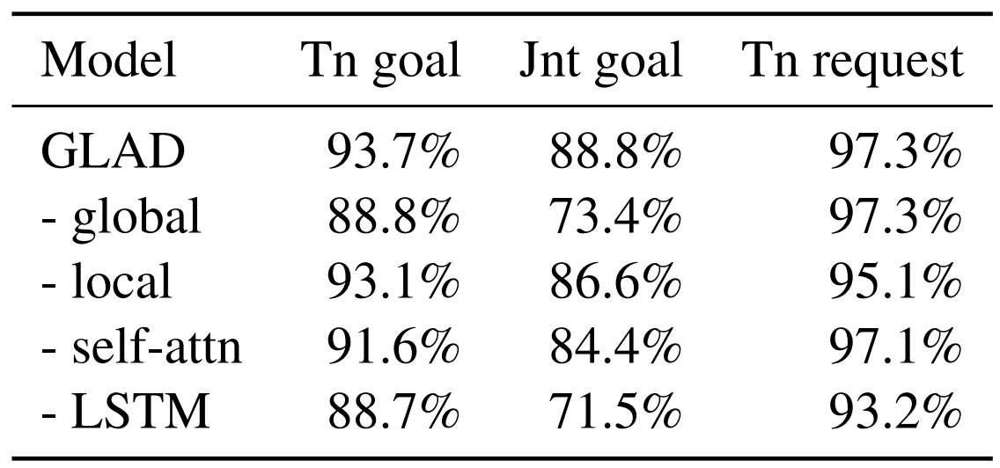 Model Tn goal Jnt goal Tn request
GLAD 93.7% 88.8% 97.3%
- global 88.8% 73.4% 97.3%
- local 93.1% 86.6% 95.1%
- self-attn 91.6% 84.4% 97.1%
- LSTM 88.7% 71.5% 93.2%